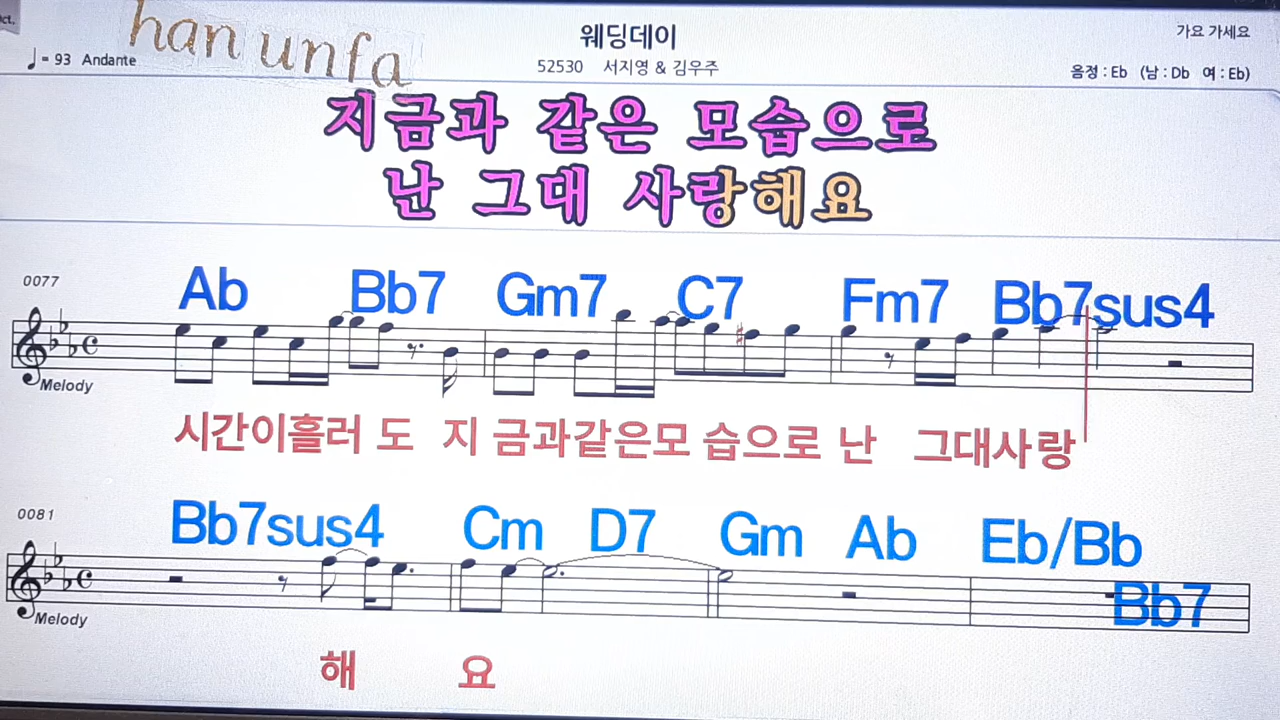 ct.
han unfa
웨딩데이
가요 가세요
♩= 93 Andante
52530 서지영 & 김우주
음정 : Eb (남 : Db 여 : Eb)
지금과 같은 모습으로
난 그대 사랑해요
0077
Ab Bb7 Gm7 C7 Fm7 Bb7sus4
Melody
시간이흘러 도 지 금과같은모 습으로 난 그대사랑
0081
Bb7sus4 Cm D7 Gm Ab Eb/Bb
Bb7
Melody
해 요